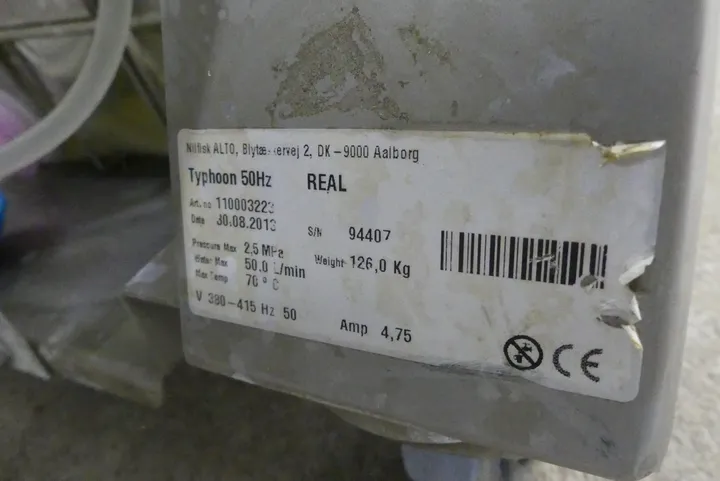 Nilfisk ALTO, 2, DK-9000 Aalborg
Typhoon 50Hz REAL
Art. no 110003223
Date 30.08.2013 S/N 94407
Pressure Max 2.5 MPa
Water Max 50.0 L/min Weight 126,0 Kg
Max Temp 70° C
V 380-415 Hz 50 Amp 4,75
CE